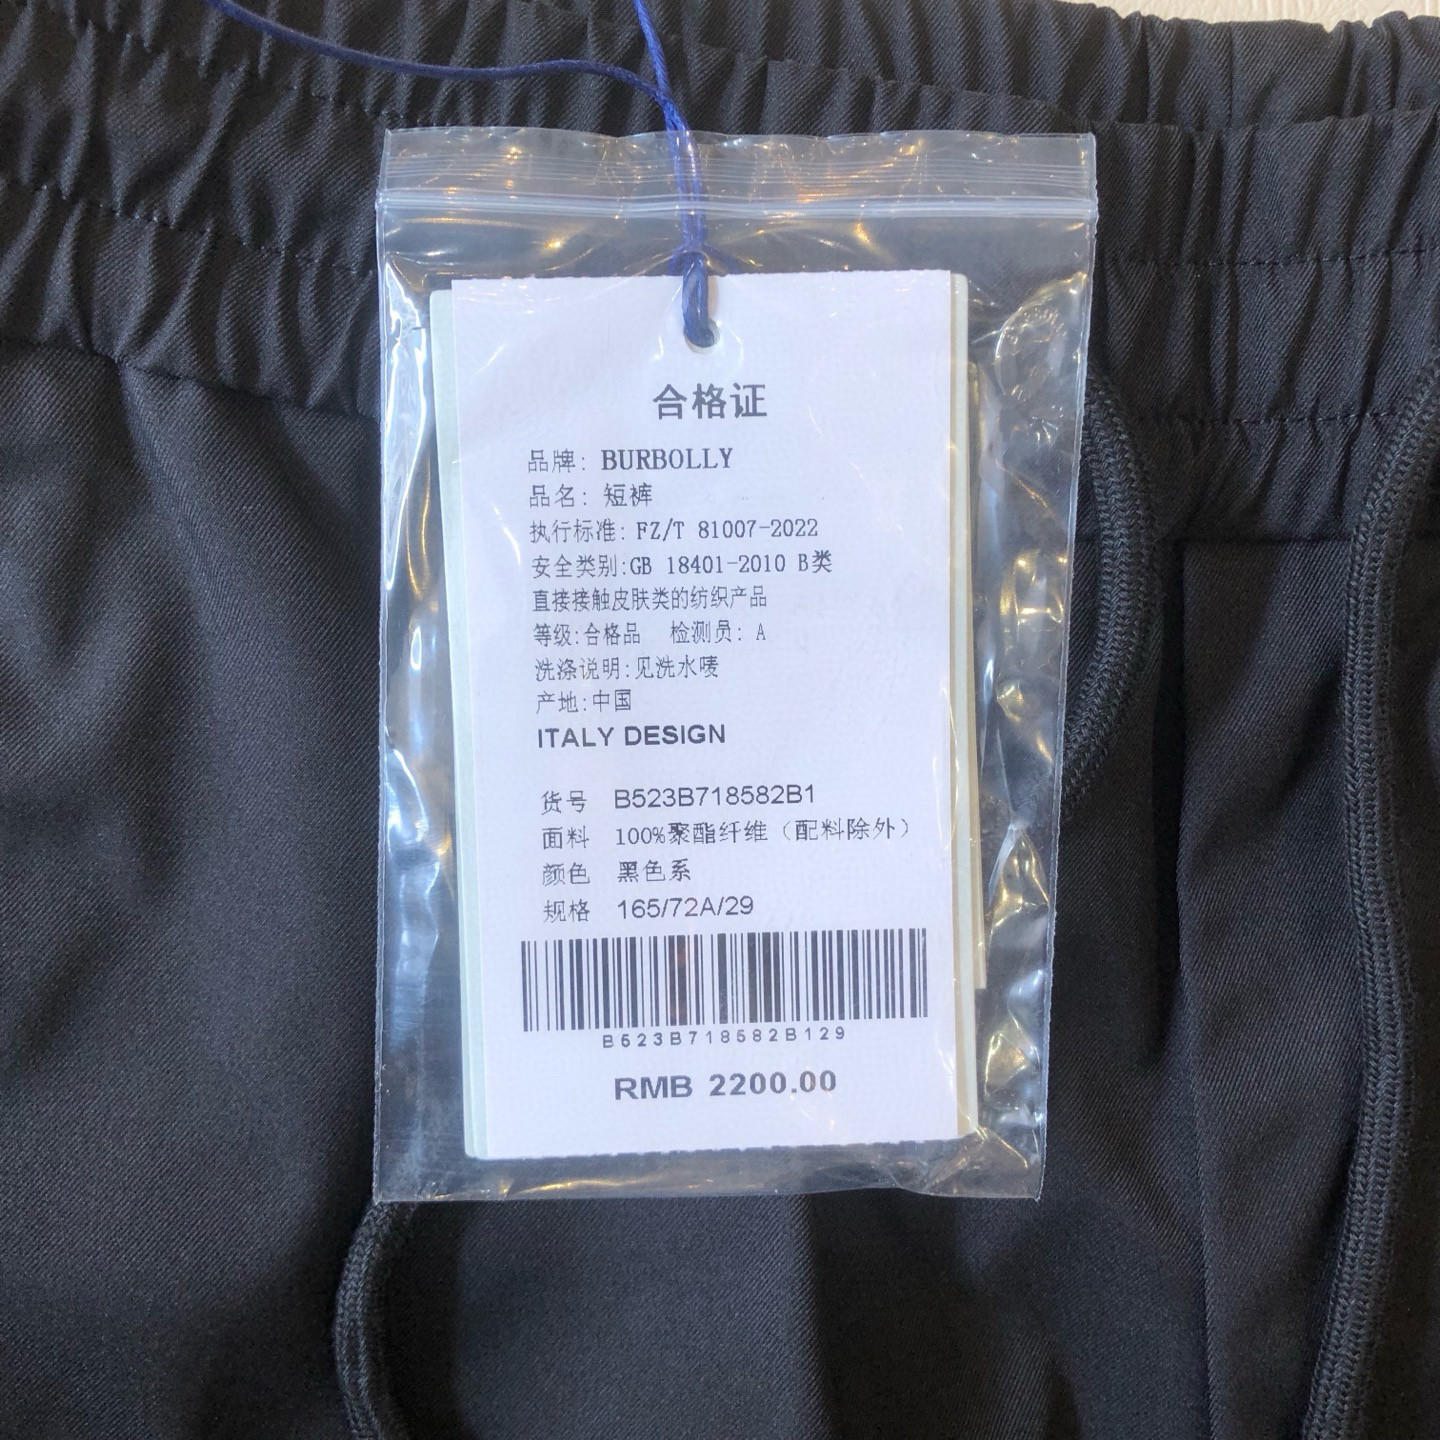 合格证
品牌: BURBOLLY
品名: 短裤
执行标准: FZ/T 81007-2022
安全类别:GB 18401-2010 B类
直接接触皮肤类的纺织产品
等级:合格品 检测员: A
洗涤说明:见洗水唛
产地:中国
ITALY DESIGN
货号 B523B718582B1
面料 100%聚酯纤维（配料除外）
颜色 黑色系
规格 165/72A/29
B523B718582B129
RMB 2200.00